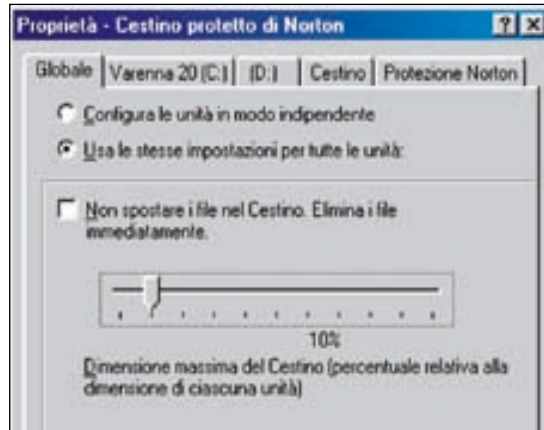 Proprietà - Cestino protetto di Norton
Globale
Varenna 20 (C:)
(D:)
Cestino
Protezione Norton
Configura le unità in modo indipendente
Usa le stesse impostazioni per tutte le unità:
Non spostare i file nel Cestino. Elimina i file
immediatamente.
10%
Dimensione massima del Cestino (percentuale relativa alla
dimensione di ciascuna unità)